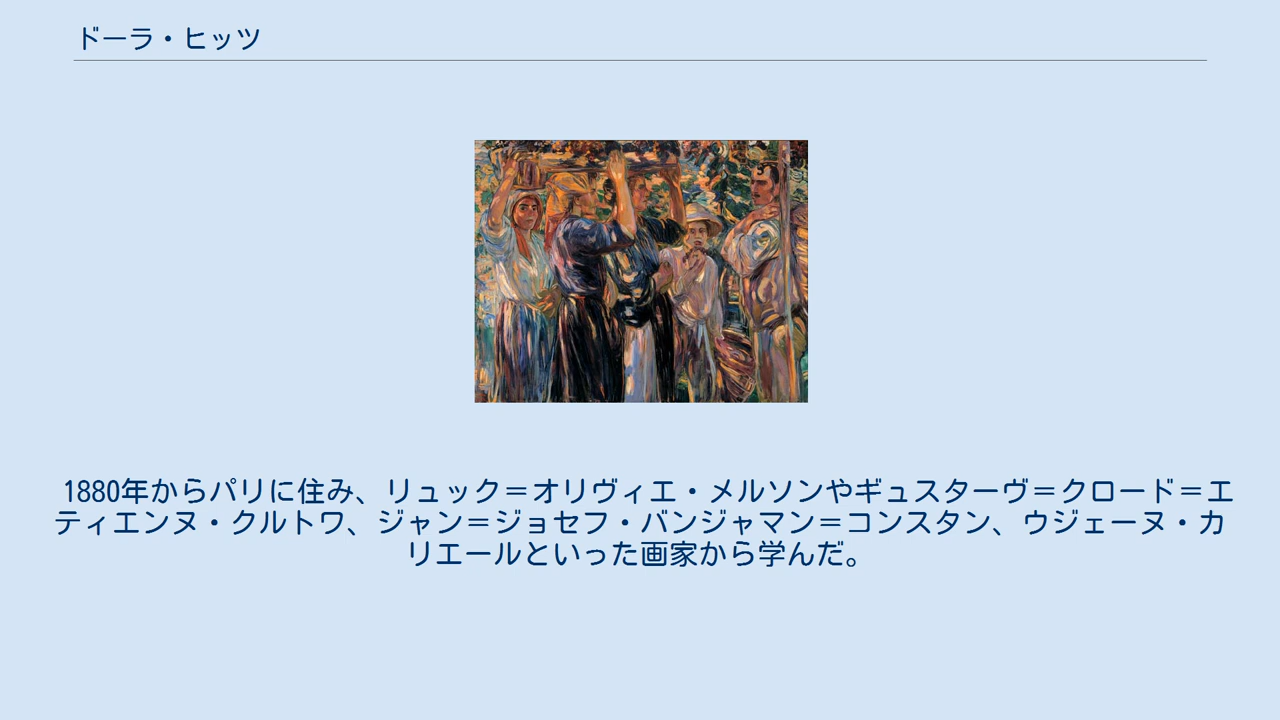 ドーラ・ヒッツ
1880年からパリに住み、リュック＝オリヴィエ・メルソンやギュスターヴ＝クロード＝エ
ティエンヌ・クルトワ、ジャン＝ジョセフ・バンジャマン＝コンスタン、ウジェーヌ・カ
リエールといった画家から学んだ。